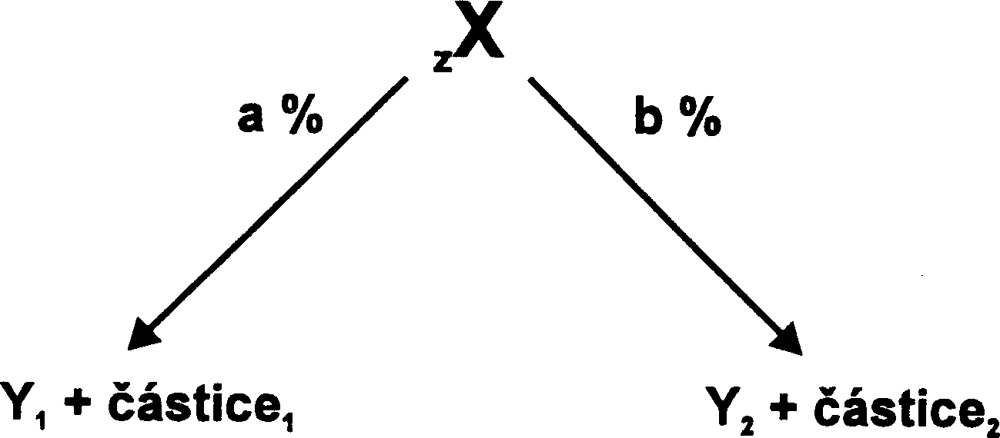 zX
a %
b %
Y1 + částice1
Y2 + částice2